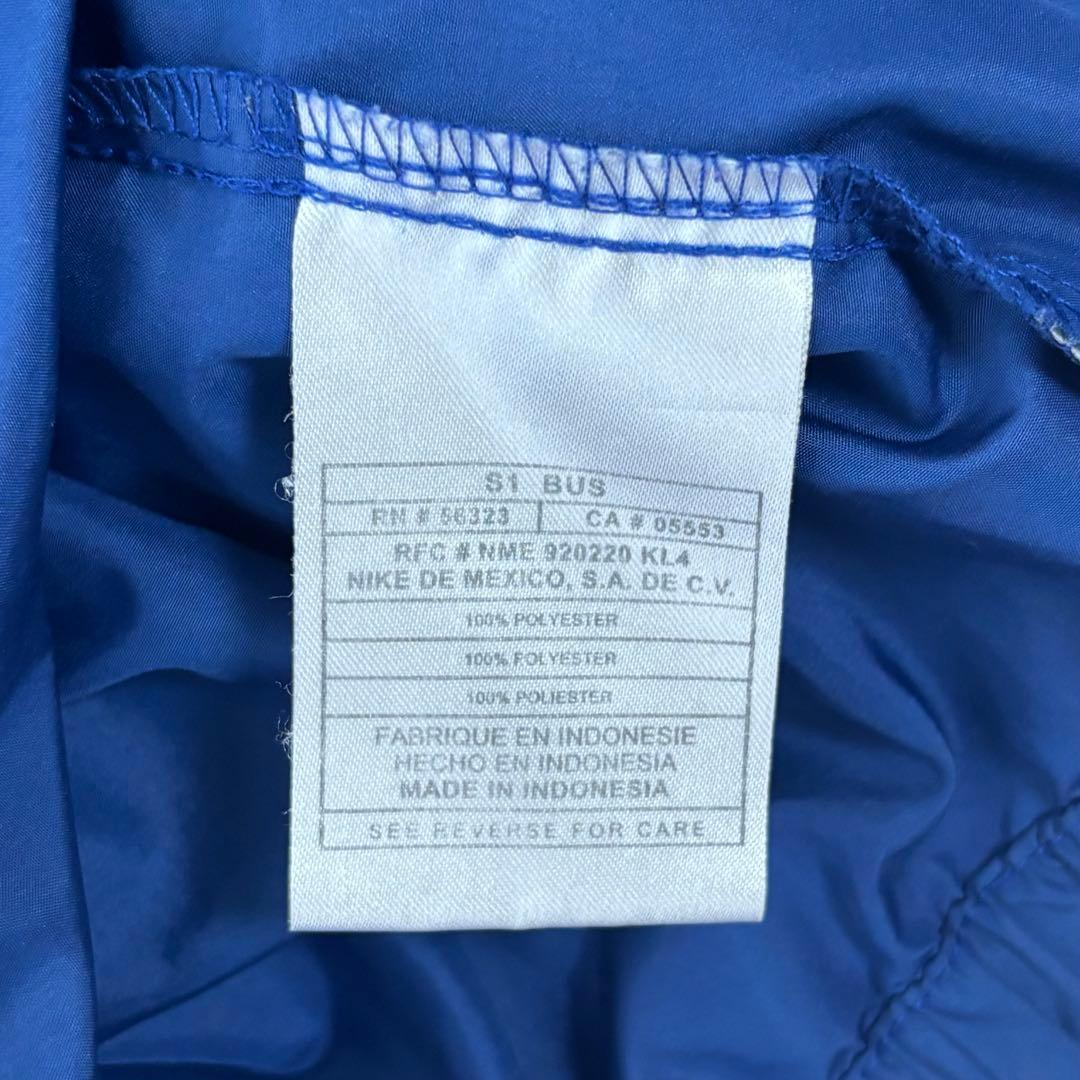 S1 BUS
RN # 56323 CA # 05553
RFC # NME 920220 KL4
NIKE DE MEXICO, S.A. DE C.V.
100% POLYESTER
100% POLYESTER
100% POLIESTER
FABRIQUE EN INDONESIE
HECHO EN INDONESIA
MADE IN INDONESIA
SEE REVERSE FOR CARE